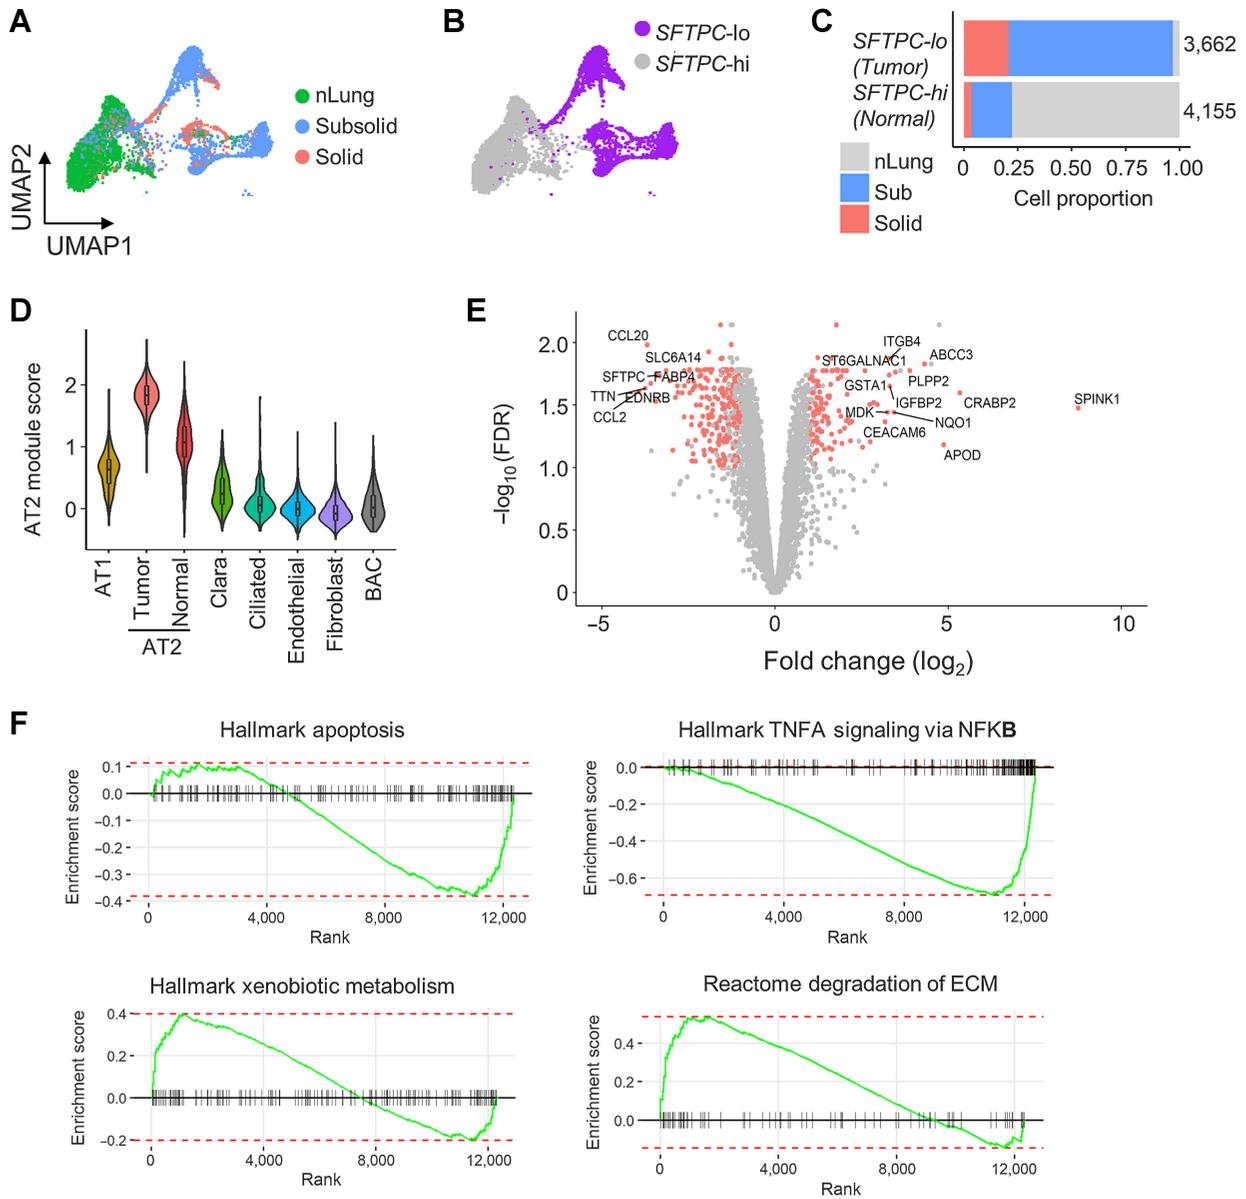 A
nLung
Subsolid
Solid
UMAP2
UMAP1
B
SFTPC-lo
SFTPC-hi
C
SFTPC-lo
(Tumor)
SFTPC-hi
(Normal)
3,662
4,155
nLung
Sub
Solid
0 0.25 0.50 0.75 1.00
Cell proportion
D
AT2 module score
2
1
0
AT1
Tumor
Normal
AT2
Clara
Ciliated
Endothelial
Fibroblast
BAC
E
−log10(FDR)
2.0
1.5
1.0
0.5
0
CCL20
SLC6A14
SFTPC
FABP4
TTN
EDNRB
CCL2
ITGB4
ST6GALNAC1
ABCC3
GSTA1
PLPP2
IGFBP2
CRABP2
SPINK1
MDK
NQO1
CEACAM6
APOD
−5 0 5 10
Fold change (log2)
F
Hallmark apoptosis
Enrichment score
0.1
0.0
−0.1
−0.2
−0.3
−0.4
0 4,000 8,000 12,000
Rank
Hallmark TNFA signaling via NFKB
Enrichment score
0.0
−0.2
−0.4
−0.6
0 4,000 8,000 12,000
Rank
Hallmark xenobiotic metabolism
Enrichment score
0.4
0.2
0.0
−0.2
0 4,000 8,000 12,000
Rank
Reactome degradation of ECM
Enrichment score
0.4
0.2
0.0
0 4,000 8,000 12,000
Rank